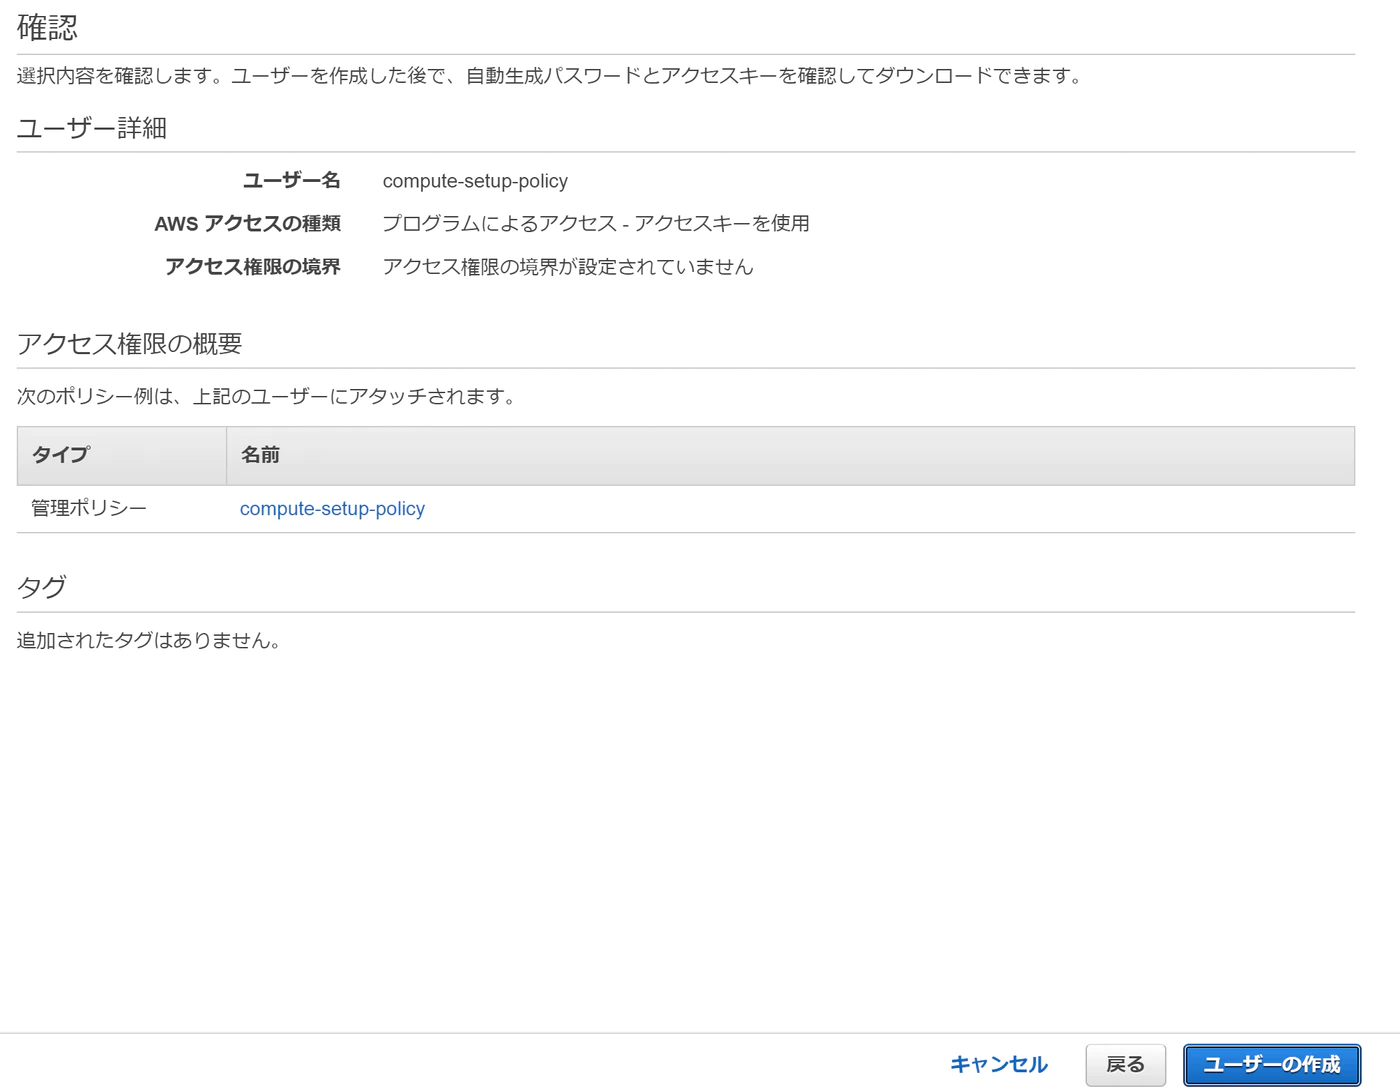 確認
選択内容を確認します。ユーザーを作成した後で、自動生成パスワードとアクセスキーを確認してダウンロードできます。
ユーザー詳細
ユーザー名 compute-setup-policy
AWS アクセスの種類 プログラムによるアクセス - アクセスキーを使用
アクセス権限の境界 アクセス権限の境界が設定されていません
アクセス権限の概要
次のポリシー例は、上記のユーザーにアタッチされます。
タイプ 名前
管理ポリシー compute-setup-policy
タグ
追加されたタグはありません。
キャンセル 戻る ユーザーの作成